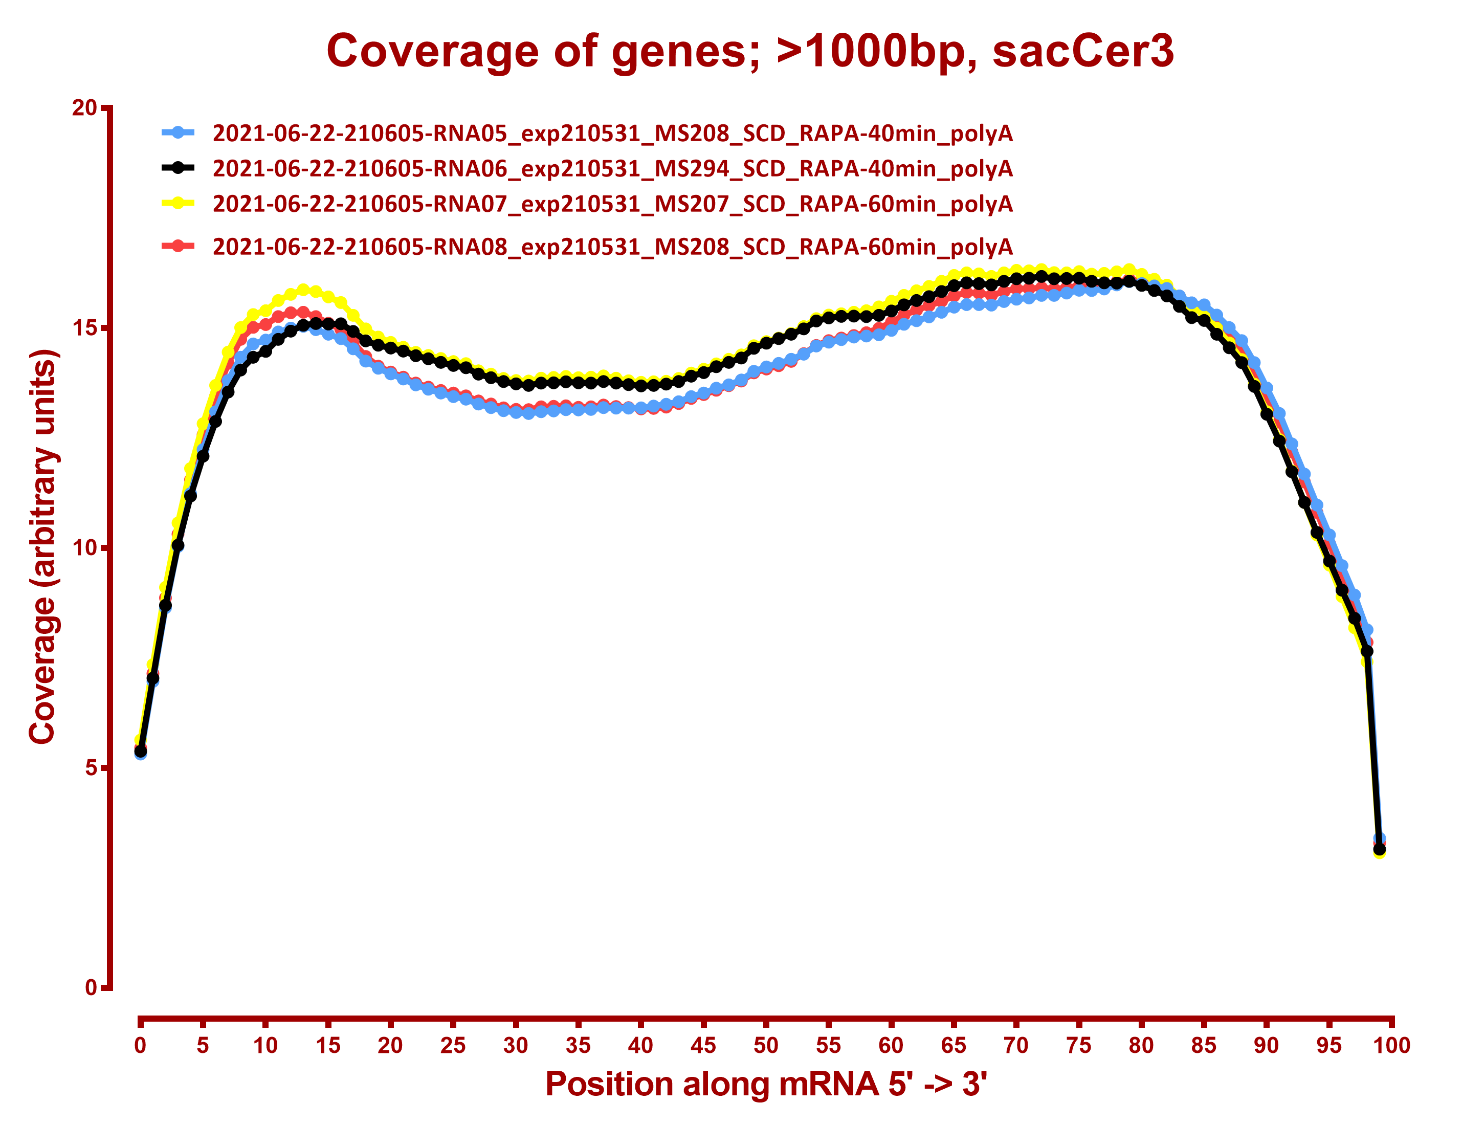 Coverage of genes; >1000bp, sacCer3
20
2021-06-22-210605-RNA05_exp210531_MS208_SCD_RAPA-40min_polyA
2021-06-22-210605-RNA06_exp210531_MS294_SCD_RAPA-40min_polyA
2021-06-22-210605-RNA07_exp210531_MS207_SCD_RAPA-60min_polyA
2021-06-22-210605-RNA08_exp210531_MS208_SCD_RAPA-60min_polyA
15
10
5
0
Coverage (arbitrary units)
0 5 10 15 20 25 30 35 40 45 50 55 60 65 70 75 80 85 90 95 100
Position along mRNA 5' -> 3'